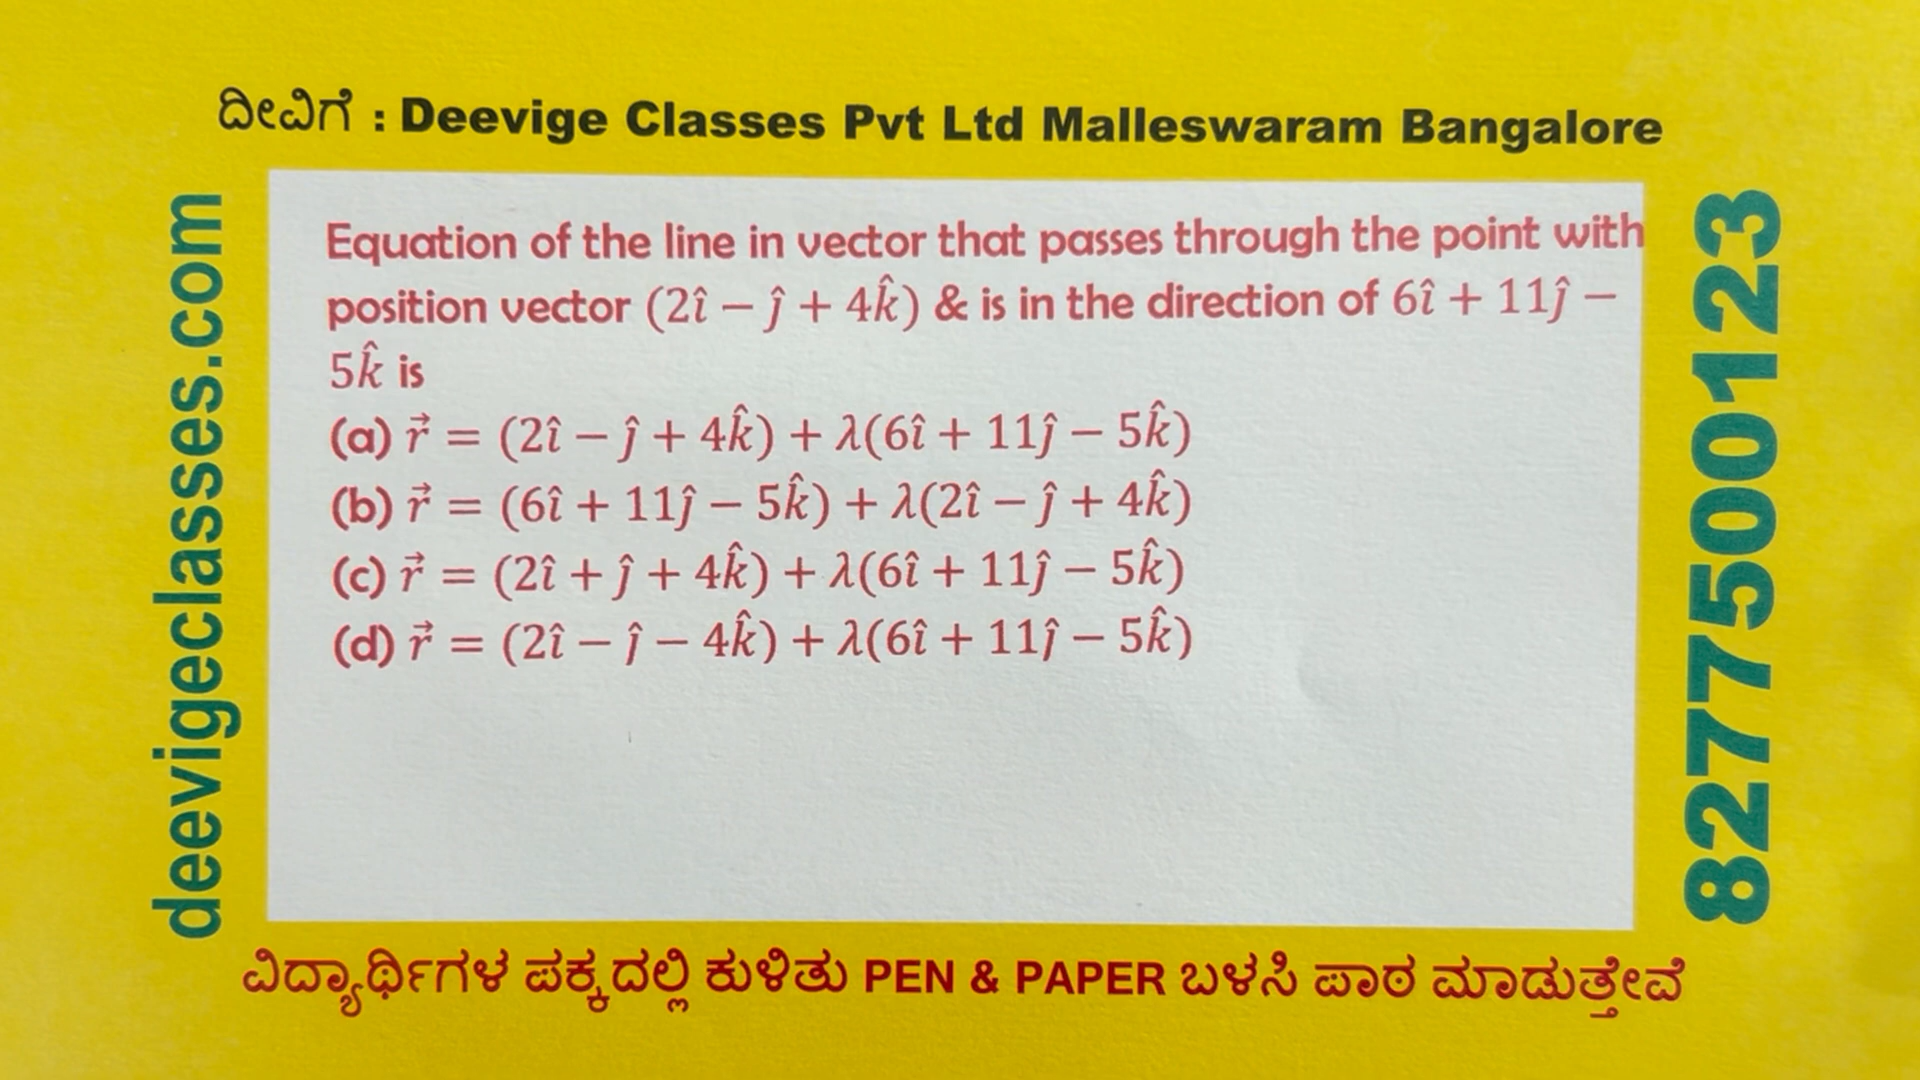 ದೀವಿಗೆ : Deevige Classes Pvt Ltd Malleswaram Bangalore
deevigeclasses.com
Equation of the line in vector that passes through the point with
position vector (2î − ĵ + 4k̂) & is in the direction of 6î + 11ĵ −
5k̂ is
(a) r⃗ = (2î − ĵ + 4k̂) + λ(6î + 11ĵ − 5k̂)
(b) r⃗ = (6î + 11ĵ − 5k̂) + λ(2î − ĵ + 4k̂)
(c) r⃗ = (2î + ĵ + 4k̂) + λ(6î + 11ĵ − 5k̂)
(d) r⃗ = (2î − ĵ − 4k̂) + λ(6î + 11ĵ − 5k̂)
8277500123
ವಿದ್ಯಾರ್ಥಿಗಳ ಪಕ್ಕದಲ್ಲಿ ಕುಳಿತು PEN & PAPER ಬಳಸಿ ಪಾಠ ಮಾಡುತ್ತೇವೆ